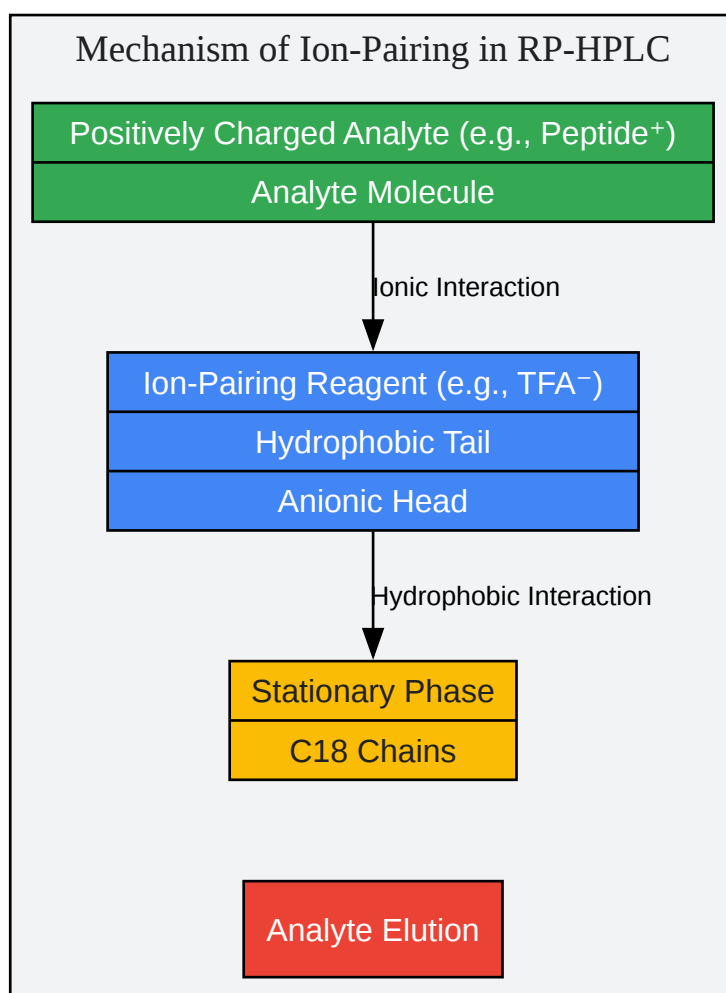 Mechanism of Ion-Pairing in RP-HPLC
Positively Charged Analyte (e.g., Peptide⁺)
Analyte Molecule
Ionic Interaction
Ion-Pairing Reagent (e.g., TFA⁻)
Hydrophobic Tail
Anionic Head
Hydrophobic Interaction
Stationary Phase
C18 Chains
Analyte Elution